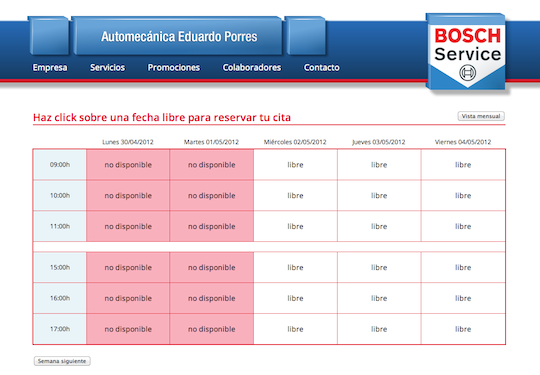 Automecánica Eduardo Porres
BOSCH
Service
Empresa Servicios Promociones Colaboradores Contacto
Haz click sobre una fecha libre para reservar tu cita Vista mensual
Lunes 30/04/2012 Martes 01/05/2012 Miércoles 02/05/2012 Jueves 03/05/2012 Viernes 04/05/2012
09:00h no disponible no disponible libre libre libre
10:00h no disponible no disponible libre libre libre
11:00h no disponible no disponible libre libre libre
15:00h no disponible no disponible libre libre libre
16:00h no disponible no disponible libre libre libre
17:00h no disponible no disponible libre libre libre
Semana siguiente